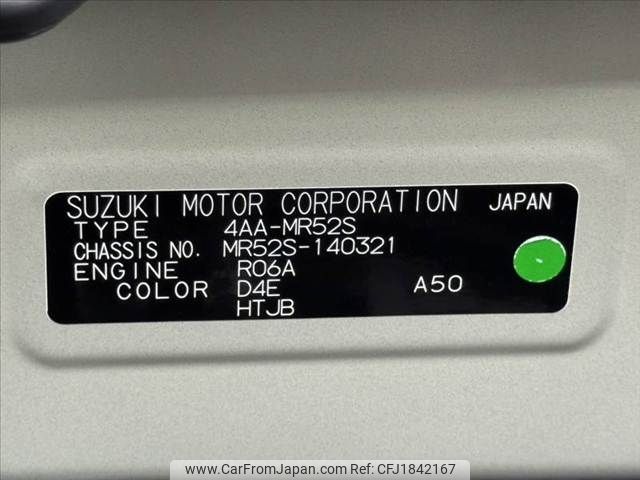 SUZUKI MOTOR CORPORATION JAPAN
TYPE 4AA-MR52S
CHASSIS NO. MR52S-140321
ENGINE R06A
COLOR D4E A50
HTJB
www.CarFromJapan.com - CFJ1842167